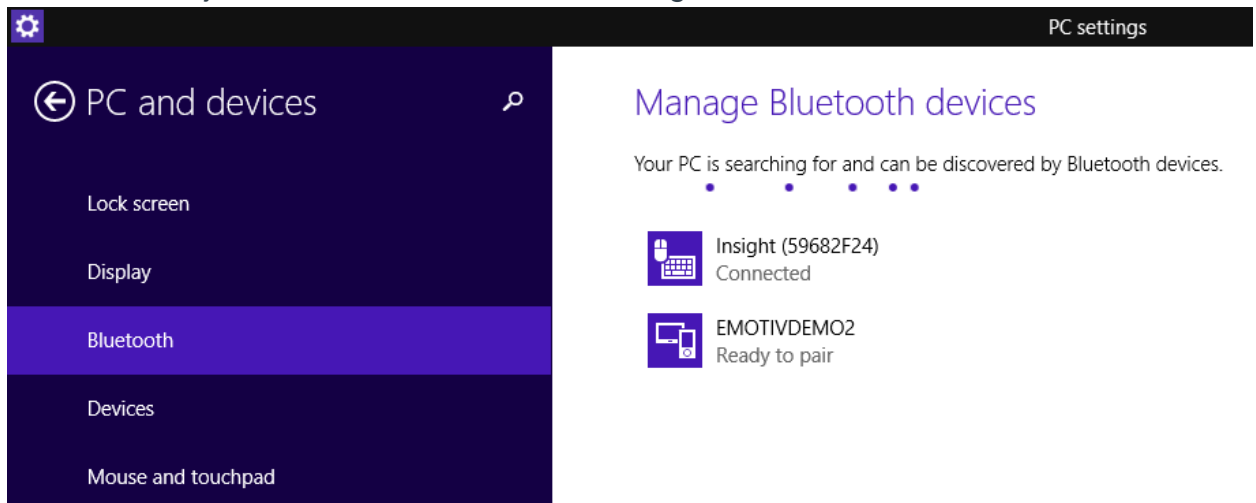 PC settings
PC and devices
Lock screen
Display
Bluetooth
Devices
Mouse and touchpad
Manage Bluetooth devices
Your PC is searching for and can be discovered by Bluetooth devices.
Insight (59682F24)
Connected
EMOTIVDEMO2
Ready to pair